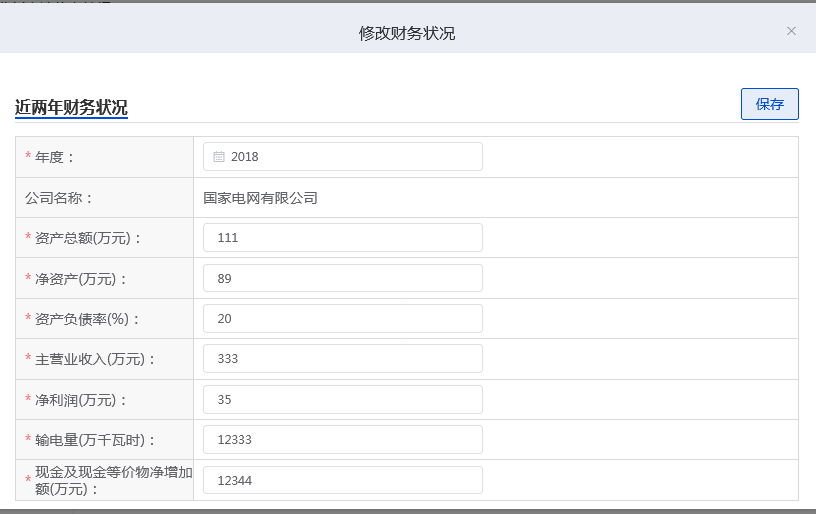 修改财务状况
近两年财务状况
保存
* 年度：
2018
公司名称：
国家电网有限公司
* 资产总额(万元)：
111
* 净资产(万元)：
89
* 资产负债率(%)：
20
* 主营业收入(万元)：
333
* 净利润(万元)：
35
* 输电量(万千瓦时)：
12333
* 现金及现金等价物净增加
额(万元)：
12344